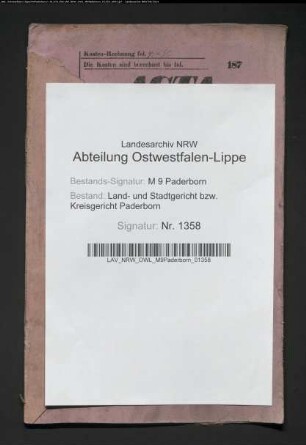 Kosten-Rechnung fol.
Die Kosten sind berechnet bis fol.
187
ACTA
Landesarchiv NRW
Abteilung Ostwestfalen-Lippe
Bestands-Signatur: M 9 Paderborn
Bestand: Land- und Stadtgericht bzw.
Kreisgericht Paderborn
Signatur: Nr. 1358
LAV_NRW_OWL_M9Paderborn_01358